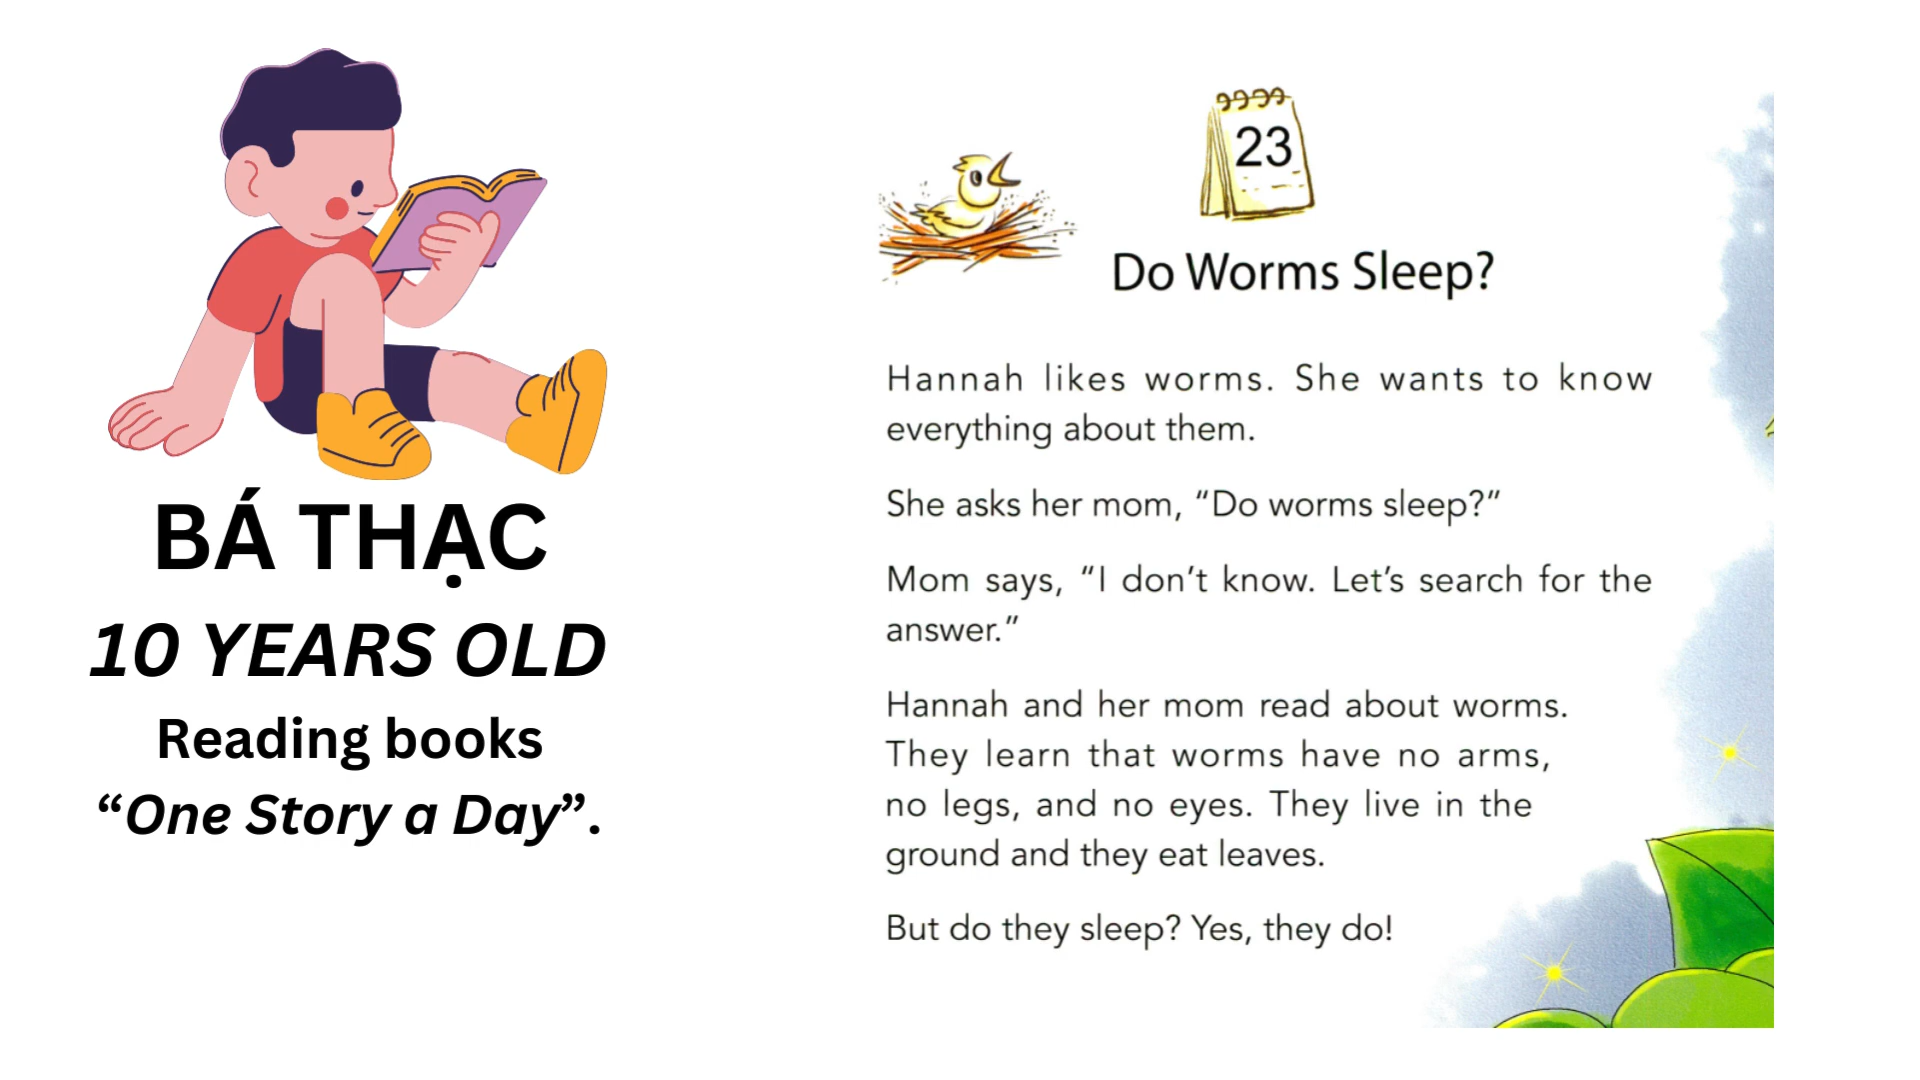 BÁ THẠC
10 YEARS OLD
Reading books
“One Story a Day”.
23
Do Worms Sleep?
Hannah likes worms. She wants to know
everything about them.
She asks her mom, “Do worms sleep?”
Mom says, “I don’t know. Let’s search for the
answer.”
Hannah and her mom read about worms.
They learn that worms have no arms,
no legs, and no eyes. They live in the
ground and they eat leaves.
But do they sleep? Yes, they do!